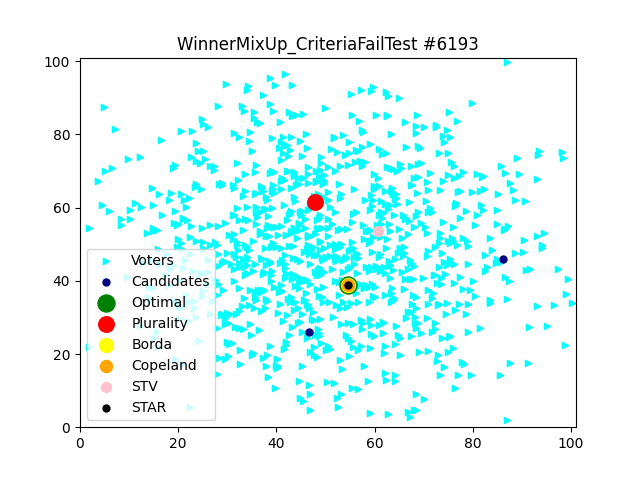 WinnerMixUp_CriteriaFailTest #6193
100
80
60
40
20
0
0 20 40 60 80 100
Voters
Candidates
Optimal
Plurality
Borda
Copeland
STV
STAR